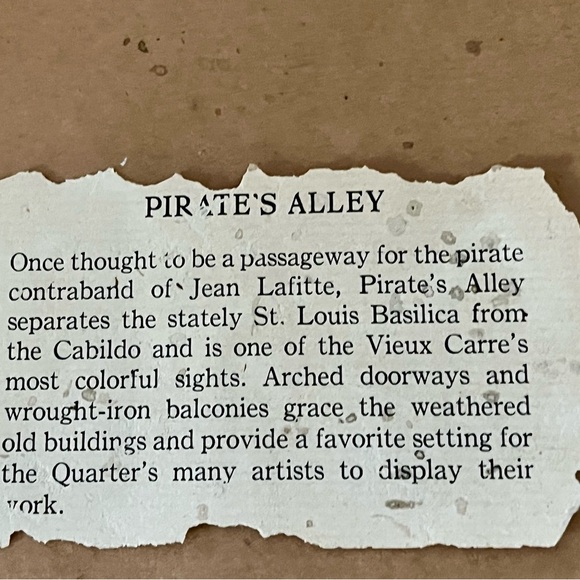 PIRATE'S ALLEY
Once thought to be a passageway for the pirate
contraband of Jean Lafitte, Pirate's Alley
separates the stately St. Louis Basilica from
the Cabildo and is one of the Vieux Carre's
most colorful sights. Arched doorways and
wrought-iron balconies grace the weathered
old buildings and provide a favorite setting for
the Quarter's many artists to display their
work.